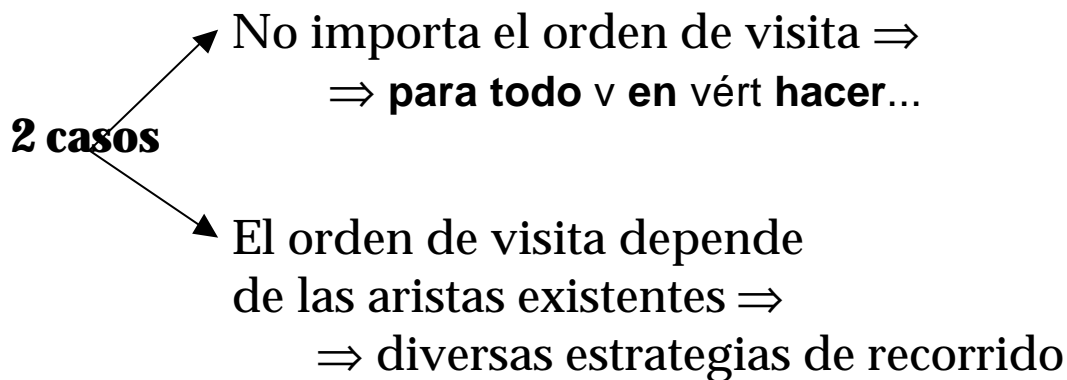 No importa el orden de visita ⇒
⇒ para todo v en vért hacer...
2 casos
El orden de visita depende
de las aristas existentes ⇒
⇒ diversas estrategias de recorrido